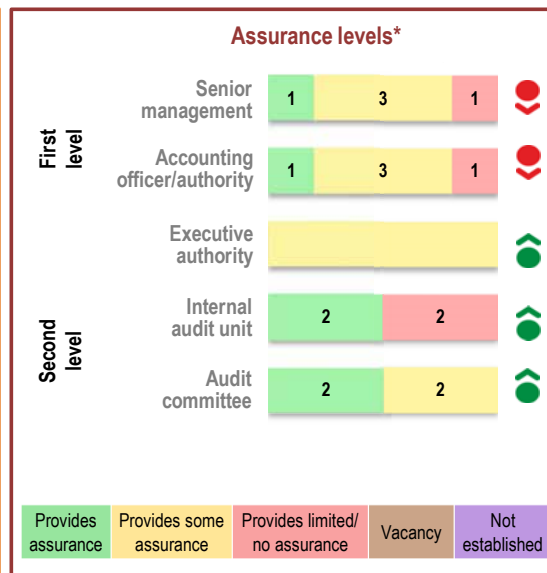 Assurance levels*
First
level
Senior
management
1
3
1
Accounting
officer/authority
1
3
1
Executive
authority
Second
level
Internal
audit unit
2
2
Audit
committee
2
2
Provides
assurance
Provides some
assurance
Provides limited/
no assurance
Vacancy
Not
established